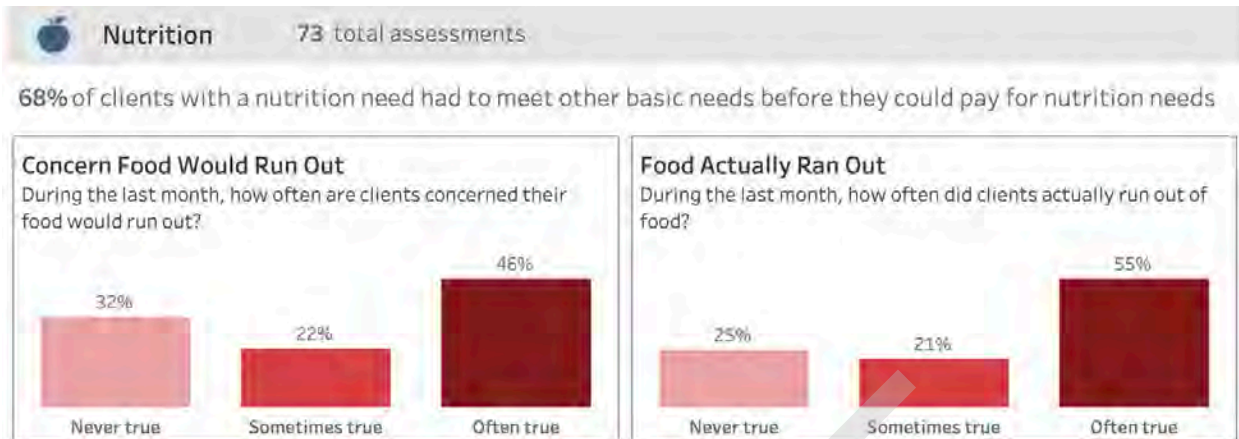 Nutrition 73 total assessments
68% of clients with a nutrition need had to meet other basic needs before they could pay for nutrition needs
Concern Food Would Run Out
During the last month, how often are clients concerned their
food would run out?
32%
22%
46%
Never true Sometimes true Often true
Food Actually Ran Out
During the last month, how often did clients actually run out of
food?
25%
21%
55%
Never true Sometimes true Often true